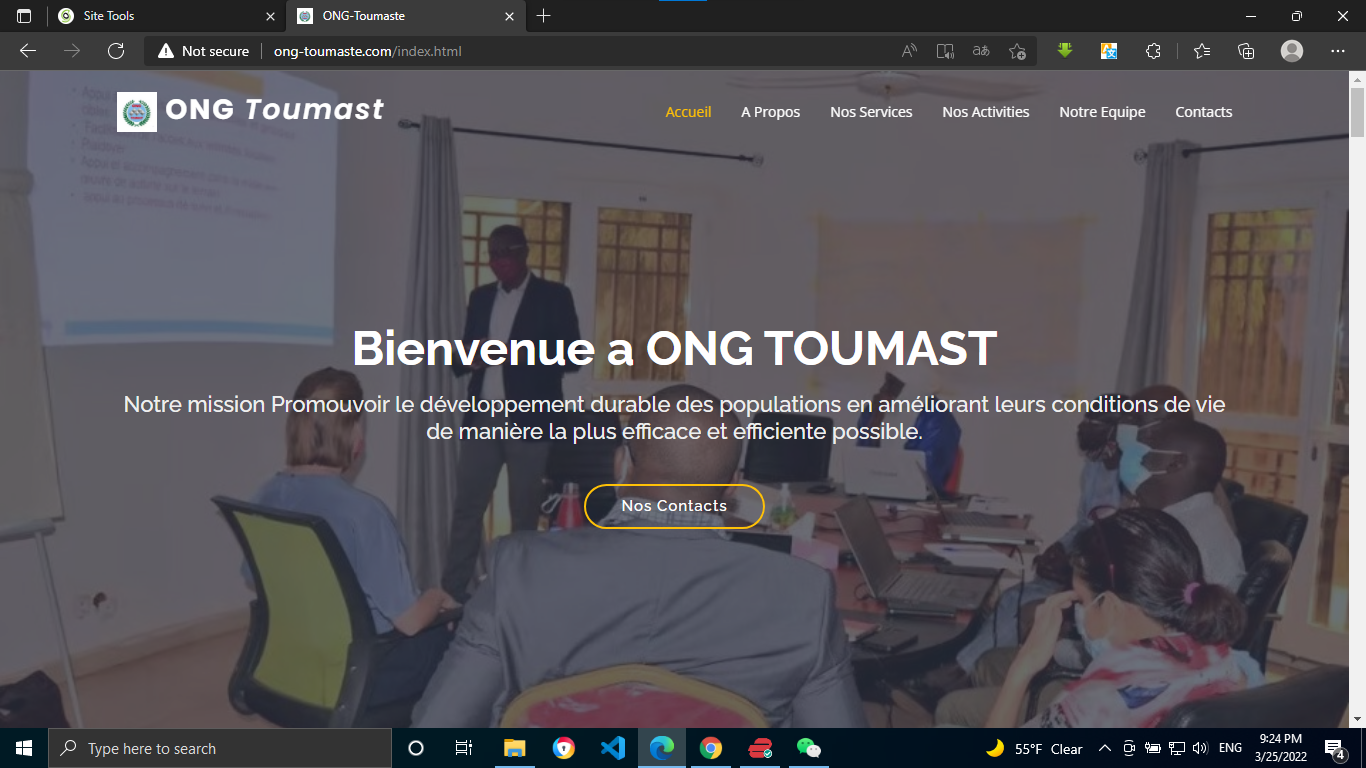 Site Tools
ONG-Toumaste
Not secure
ong-toumaste.com/index.html
ONG Toumast
Accueil
A Propos
Nos Services
Nos Activities
Notre Equipe
Contacts
Bienvenue a ONG TOUMAST
Notre mission Promouvoir le développement durable des populations en améliorant leurs conditions de vie
de manière la plus efficace et efficiente possible.
Nos Contacts
Type here to search
55°F Clear
ENG
9:24 PM
3/25/2022
4